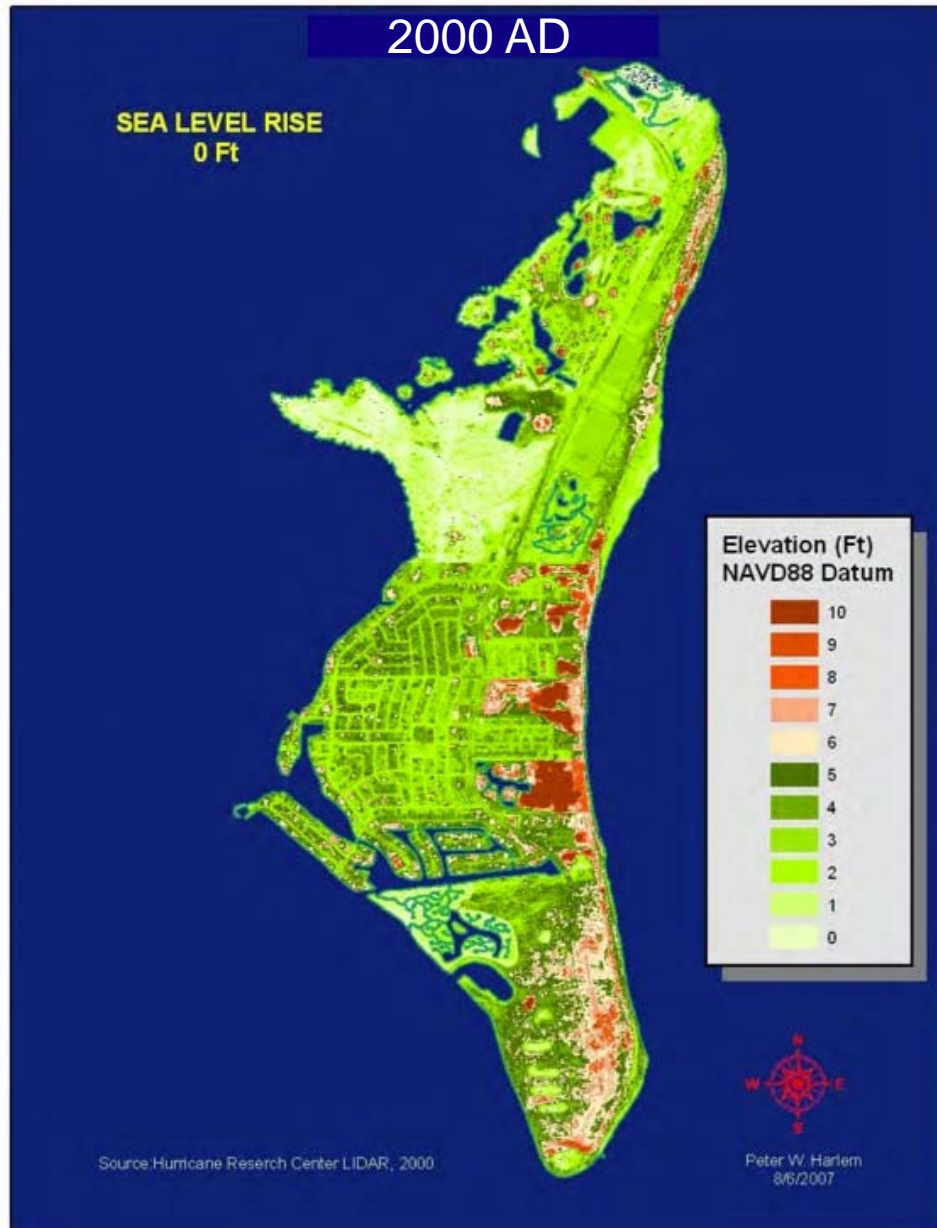 2000 AD
SEA LEVEL RISE
0 Ft
Elevation (Ft)
NAVD88 Datum
10
9
8
7
6
5
4
3
2
1
0
N
W E
S
Source Hurricane Reserch Center LIDAR, 2000
Peter W. Harlem
8/6/2007